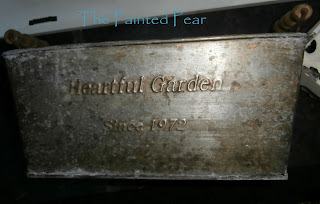 The Painted Pear
Heartful Garden
Since 1972